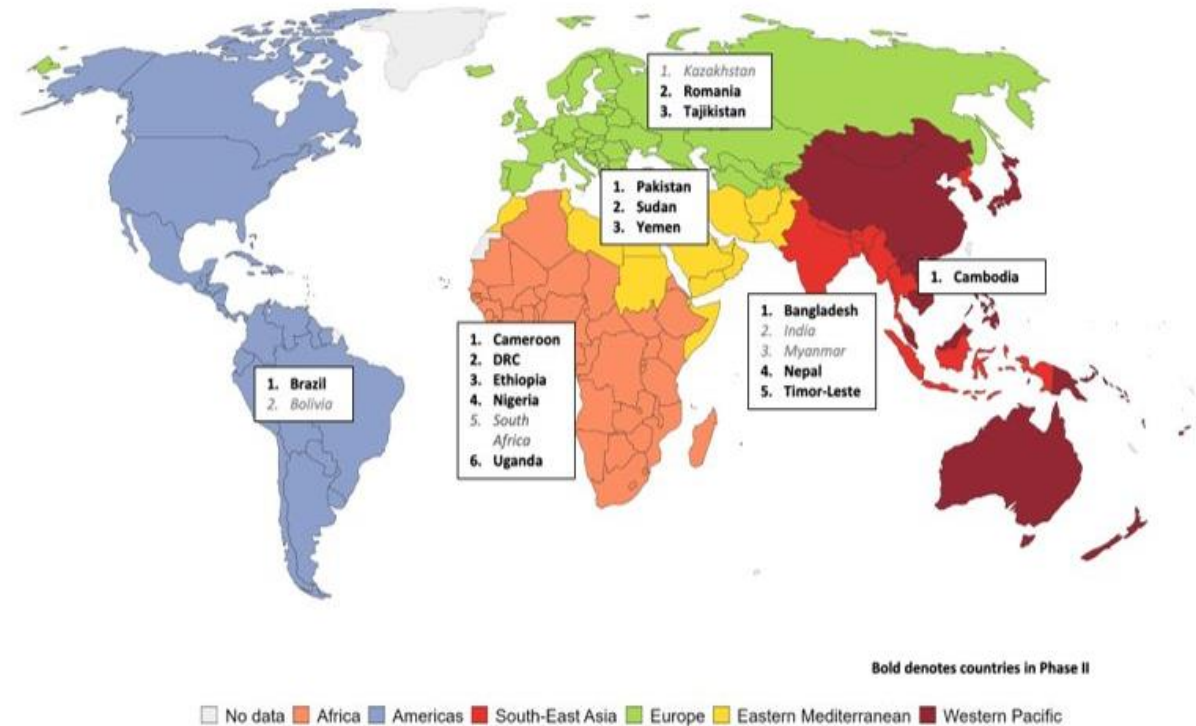 1. Kazakhstan
2. Romania
3. Tajikistan
1. Pakistan
2. Sudan
3. Yemen
1. Cambodia
1. Bangladesh
2. India
3. Myanmar
4. Nepal
5. Timor-Leste
1. Cameroon
2. DRC
3. Ethiopia
4. Nigeria
5. South
Africa
6. Uganda
1. Brazil
2. Bolivia
Bold denotes countries in Phase II
No data Africa Americas South-East Asia Europe Eastern Mediterranean Western Pacific